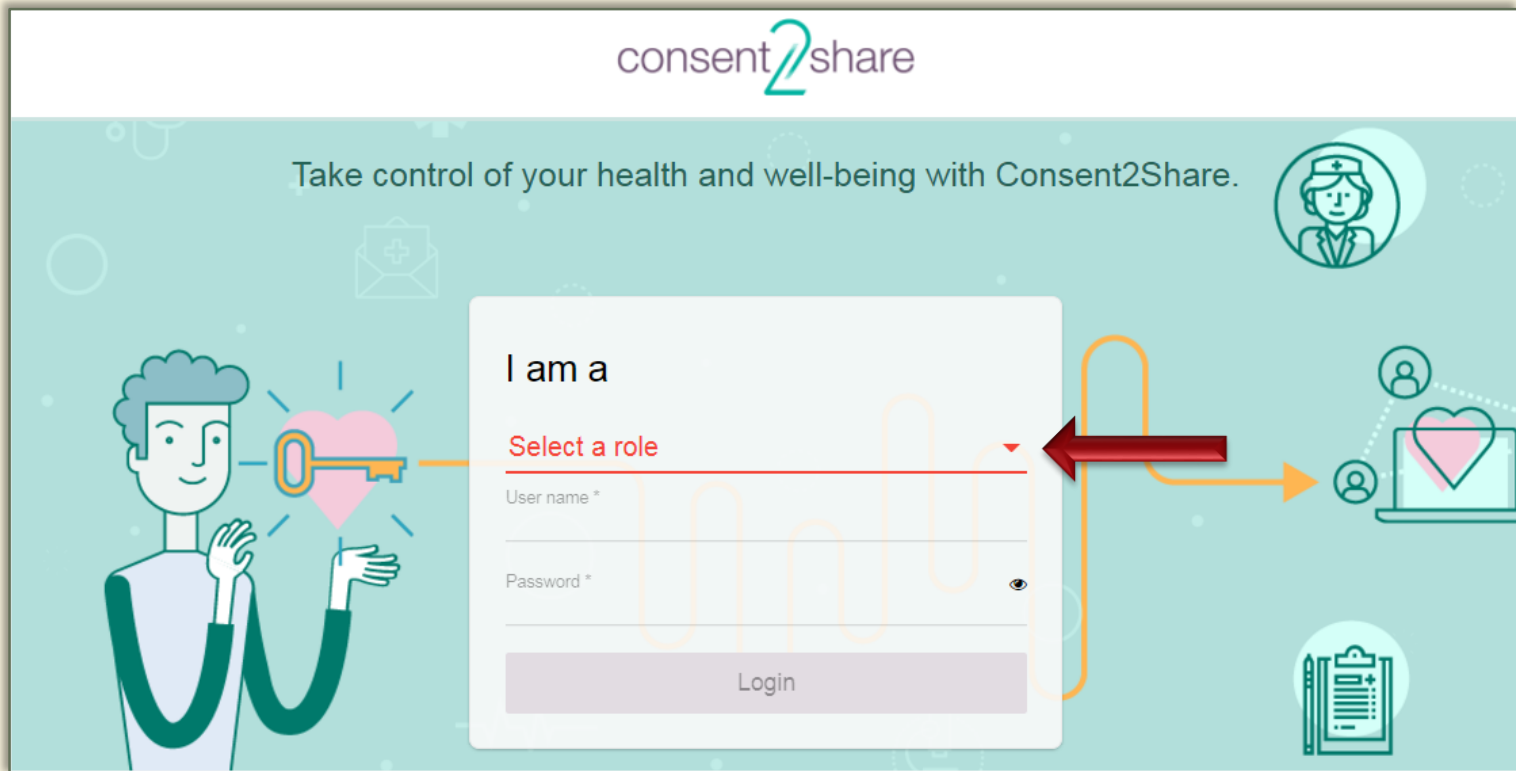 consent2share
Take control of your health and well-being with Consent2Share.
I am a
Select a role
User name *
Password *
Login